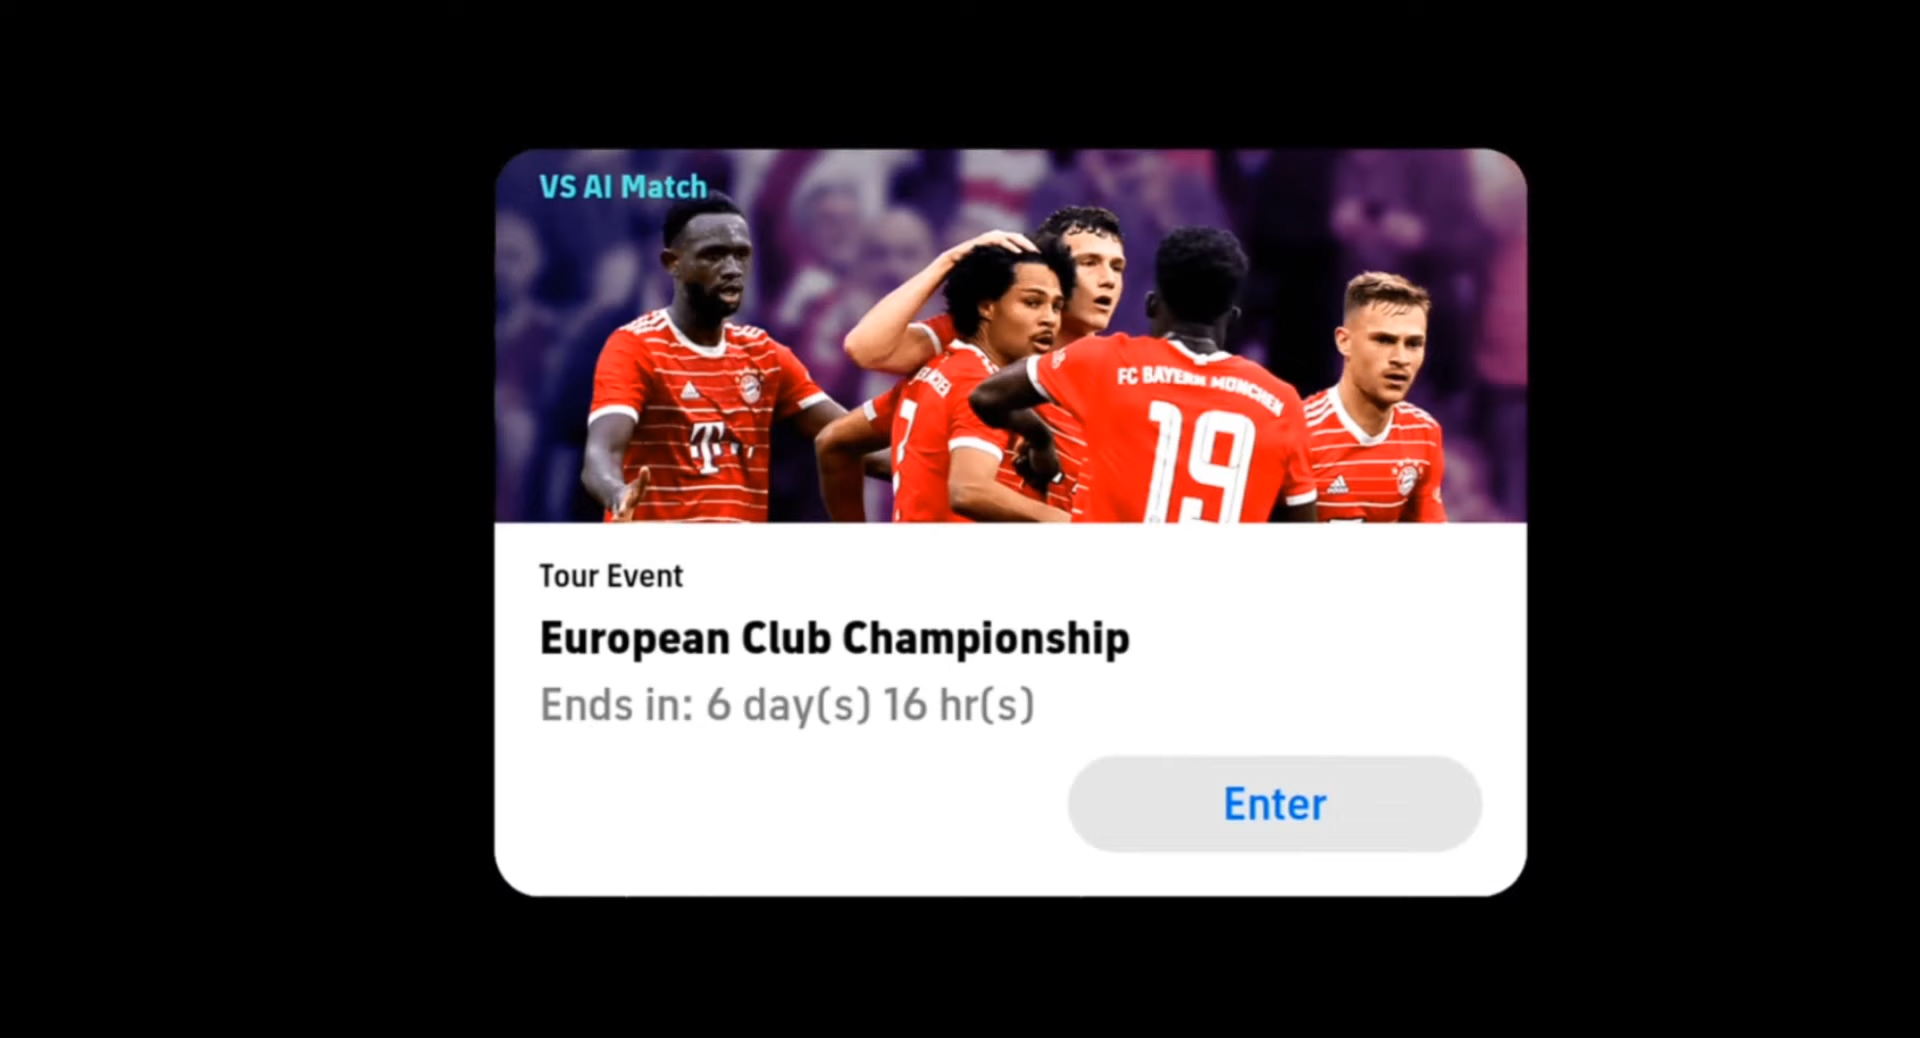 VS AI Match
FC BAYERN MÜNCHEN
7
19
T
Tour Event
European Club Championship
Ends in: 6 day(s) 16 hr(s)
Enter